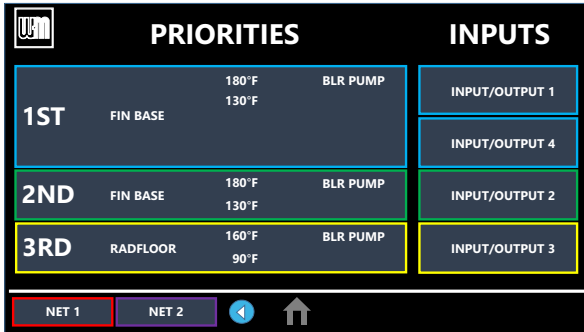 WM
PRIORITIES
INPUTS
1ST
FIN BASE
180°F
130°F
BLR PUMP
INPUT/OUTPUT 1
INPUT/OUTPUT 4
2ND
FIN BASE
180°F
130°F
BLR PUMP
INPUT/OUTPUT 2
3RD
RADFLOOR
160°F
90°F
BLR PUMP
INPUT/OUTPUT 3
NET 1
NET 2